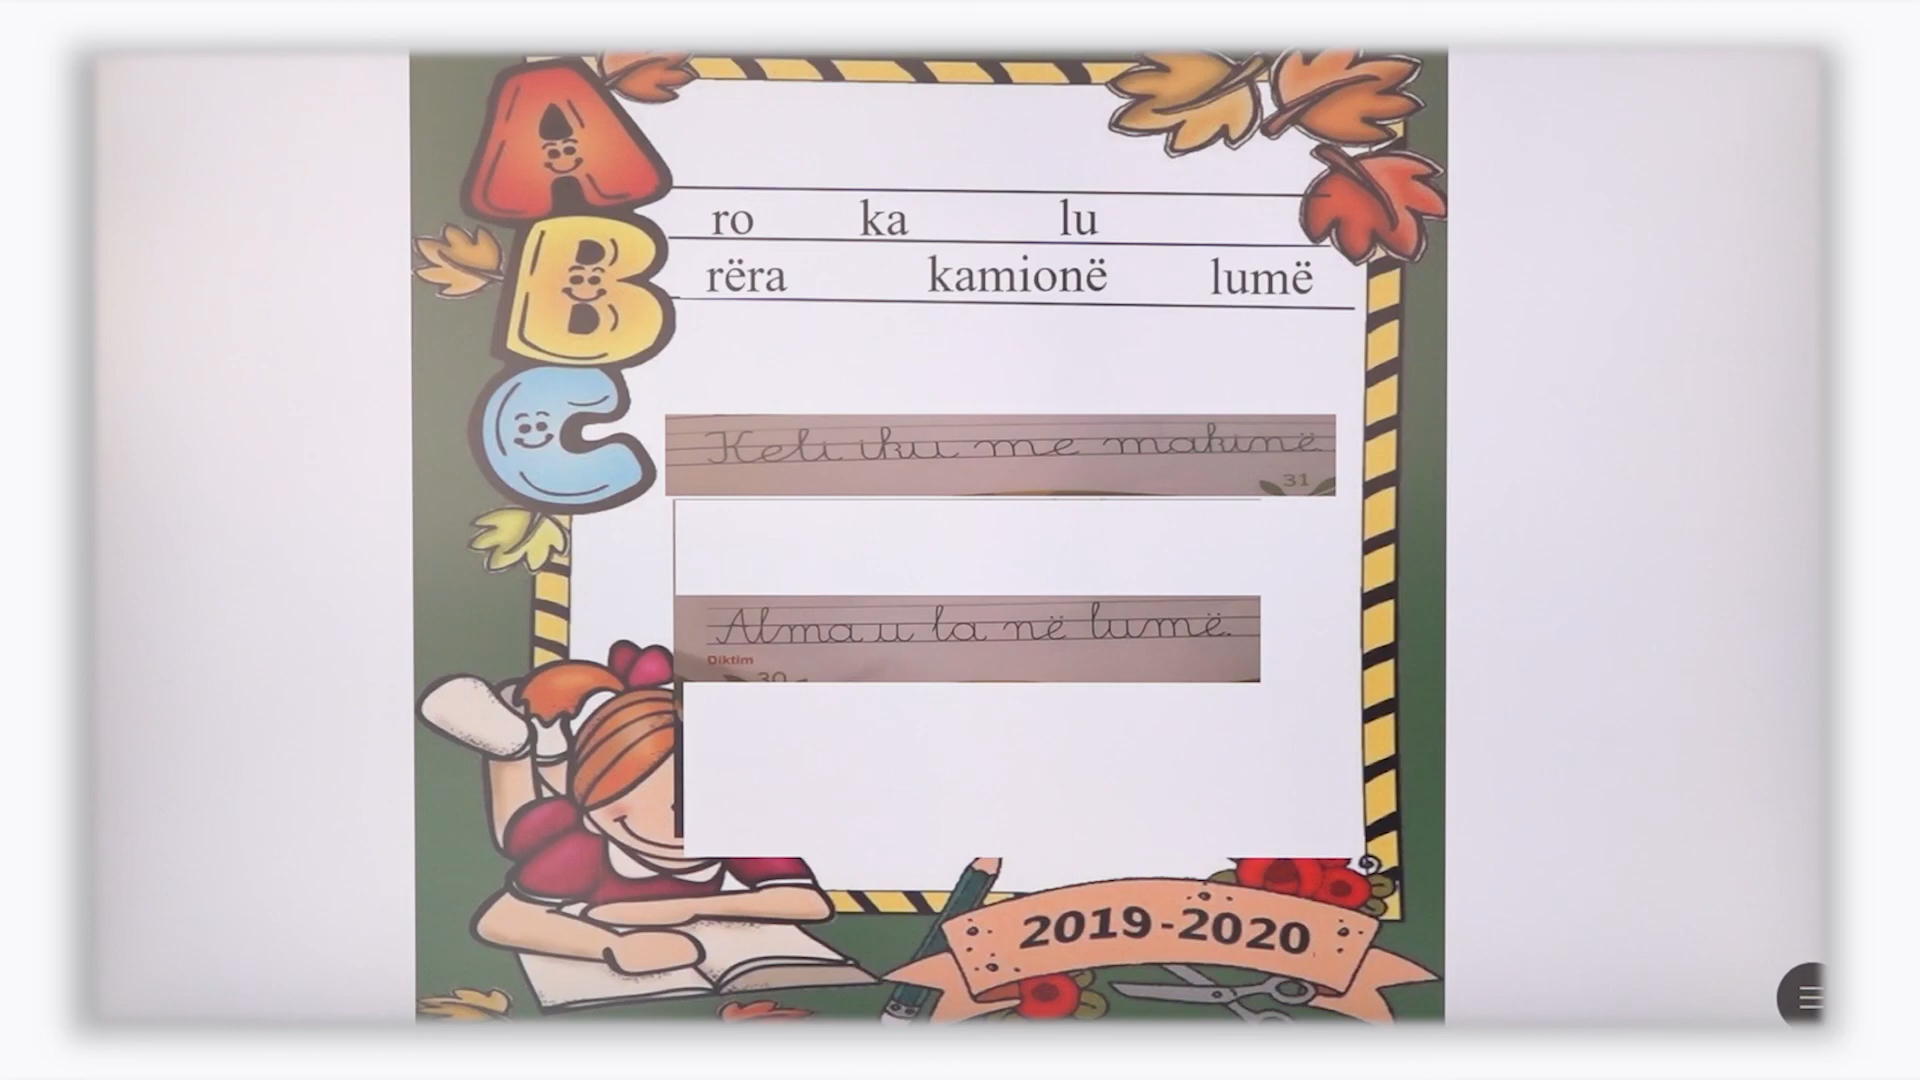 A
B
C
ro ka lu
rëra kamionë lumë
Keli iku me makinë
31
Alma u la në lumë.
Diktim
30
2019-2020